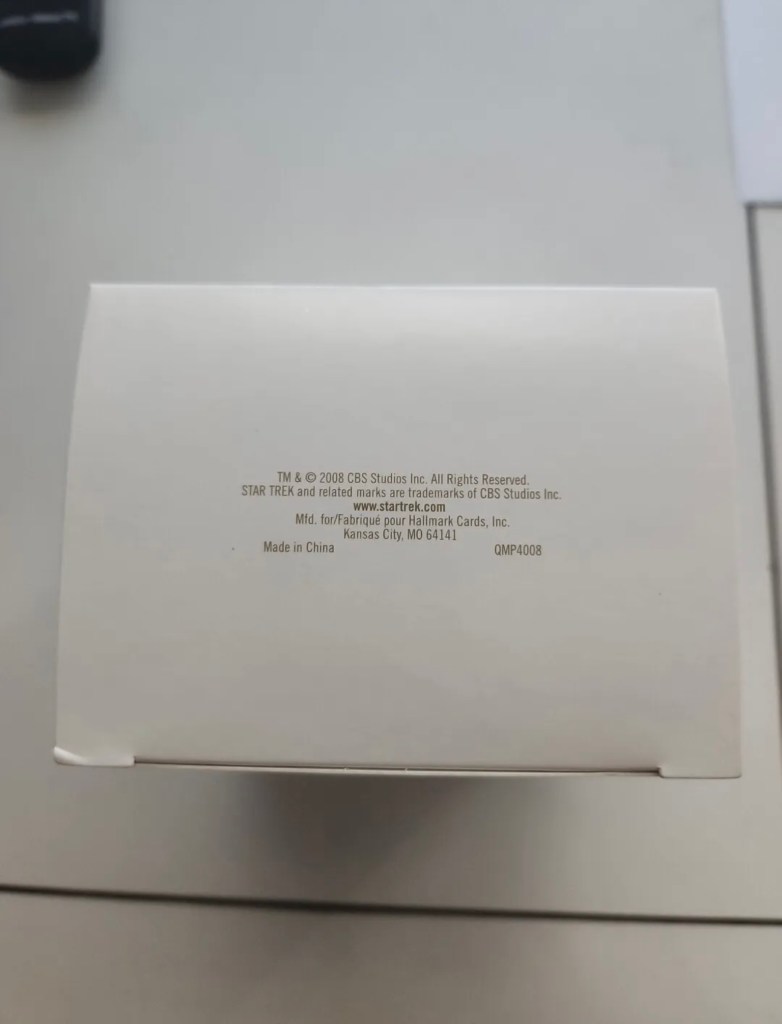 TM & © 2008 CBS Studios Inc. All Rights Reserved.
STAR TREK and related marks are trademarks of CBS Studios Inc.
www.startrek.com
Mfd. for/Fabriqué pour Hallmark Cards, Inc.
Kansas City, MO 64141
Made in China QMP4008